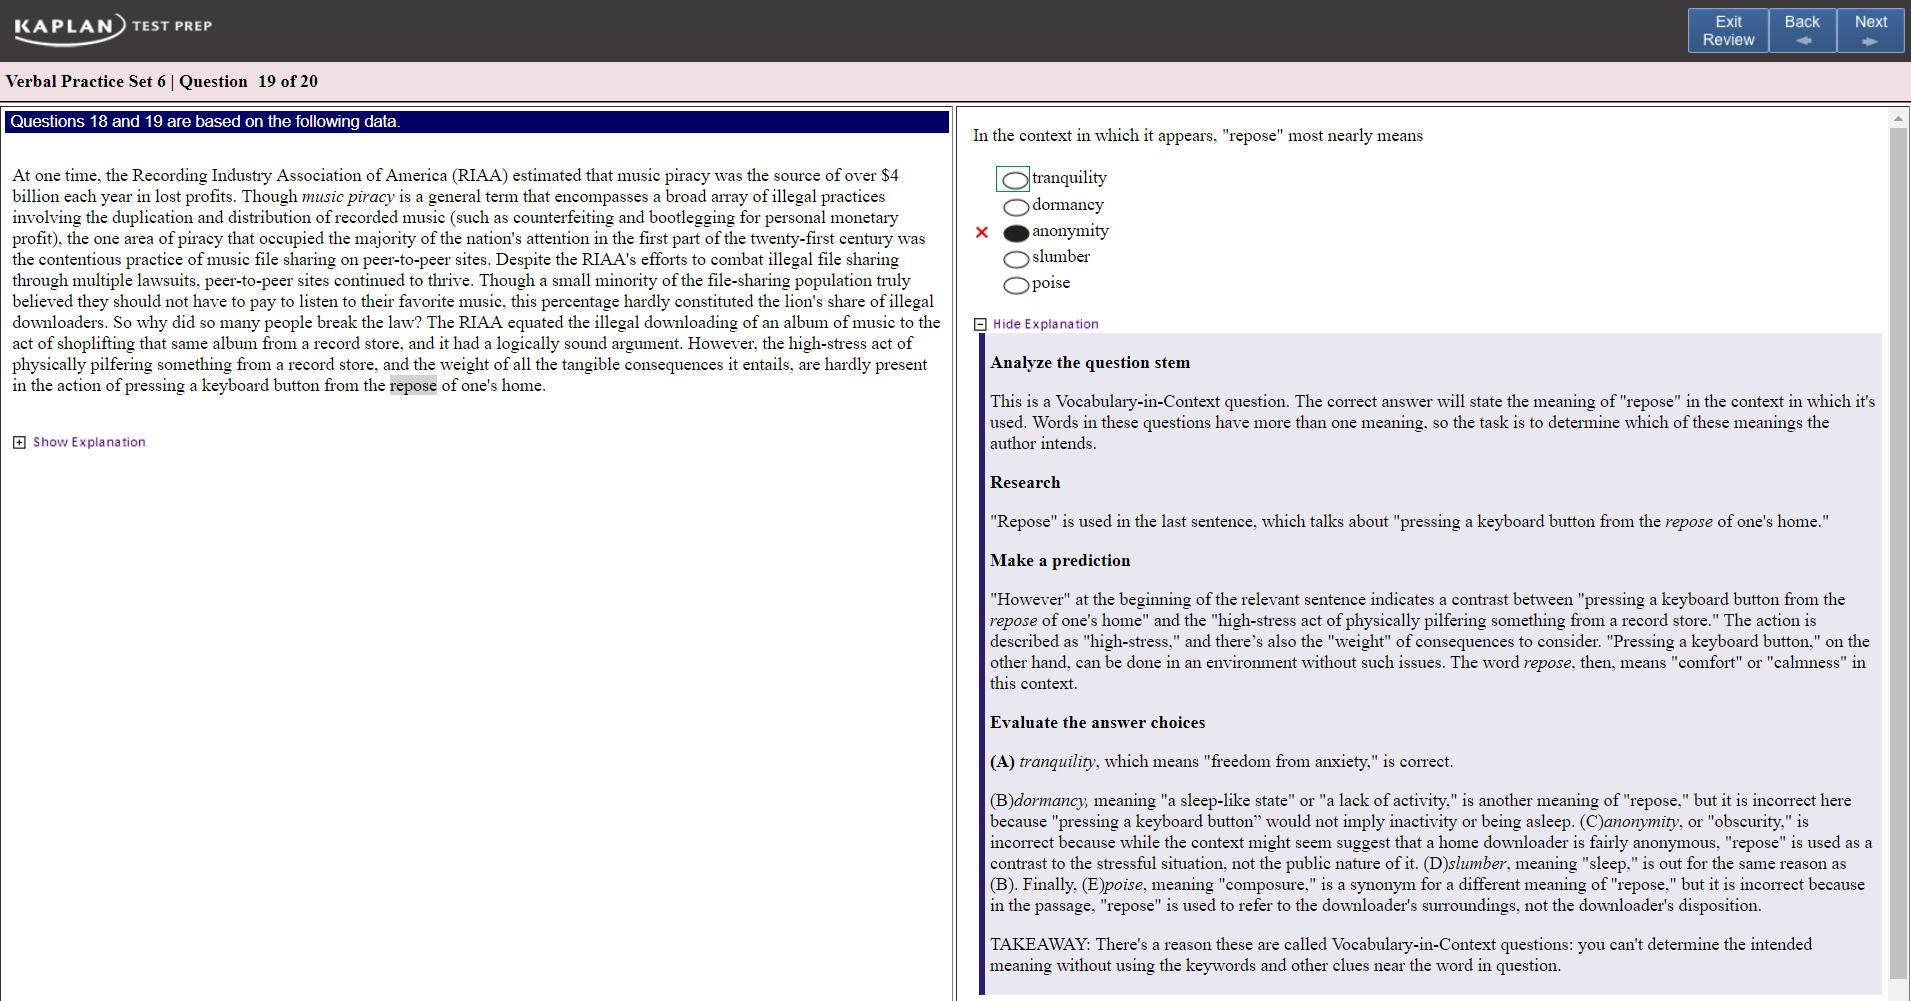 KAPLAN TEST PREP
Exit Review
Back
Next
Verbal Practice Set 6 | Question 19 of 20
Questions 18 and 19 are based on the following data.
At one time, the Recording Industry Association of America (RIAA) estimated that music piracy was the source of over $4
billion each year in lost profits. Though music piracy is a general term that encompasses a broad array of illegal practices
involving the duplication and distribution of recorded music (such as counterfeiting and bootlegging for personal monetary
profit), the one area of piracy that occupied the majority of the nation's attention in the first part of the twenty-first century was
the contentious practice of music file sharing on peer-to-peer sites. Despite the RIAA's efforts to combat illegal file sharing
through multiple lawsuits, peer-to-peer sites continued to thrive. Though a small minority of the file-sharing population truly
believed they should not have to pay to listen to their favorite music, this percentage hardly constituted the lion's share of illegal
downloaders. So why did so many people break the law? The RIAA equated the illegal downloading of an album of music to the
act of shoplifting that same album from a record store, and it had a logically sound argument. However, the high-stress act of
physically pilfering something from a record store, and the weight of all the tangible consequences it entails, are hardly present
in the action of pressing a keyboard button from the repose of one's home.
Show Explanation
In the context in which it appears, "repose" most nearly means
tranquility
dormancy
anonymity
slumber
poise
Hide Explanation
Analyze the question stem
This is a Vocabulary-in-Context question. The correct answer will state the meaning of "repose" in the context in which it's
used. Words in these questions have more than one meaning, so the task is to determine which of these meanings the
author intends.
Research
"Repose" is used in the last sentence, which talks about "pressing a keyboard button from the repose of one's home."
Make a prediction
"However" at the beginning of the relevant sentence indicates a contrast between "pressing a keyboard button from the
repose of one's home" and the "high-stress act of physically pilfering something from a record store." The action is
described as "high-stress," and there’s also the "weight" of consequences to consider. "Pressing a keyboard button," on the
other hand, can be done in an environment without such issues. The word repose, then, means "comfort" or "calmness" in
this context.
Evaluate the answer choices
(A) tranquility, which means "freedom from anxiety," is correct.
(B)dormancy, meaning "a sleep-like state" or "a lack of activity," is another meaning of "repose," but it is incorrect here
because "pressing a keyboard button” would not imply inactivity or being asleep. (C)anonymity, or "obscurity," is
incorrect because while the context might seem suggest that a home downloader is fairly anonymous, "repose" is used as a
contrast to the stressful situation, not the public nature of it. (D)slumber, meaning "sleep," is out for the same reason as
(B). Finally, (E)poise, meaning "composure," is a synonym for a different meaning of "repose," but it is incorrect because
in the passage, "repose" is used to refer to the downloader's surroundings, not the downloader's disposition.
TAKEAWAY: There's a reason these are called Vocabulary-in-Context questions: you can't determine the intended
meaning without using the keywords and other clues near the word in question.